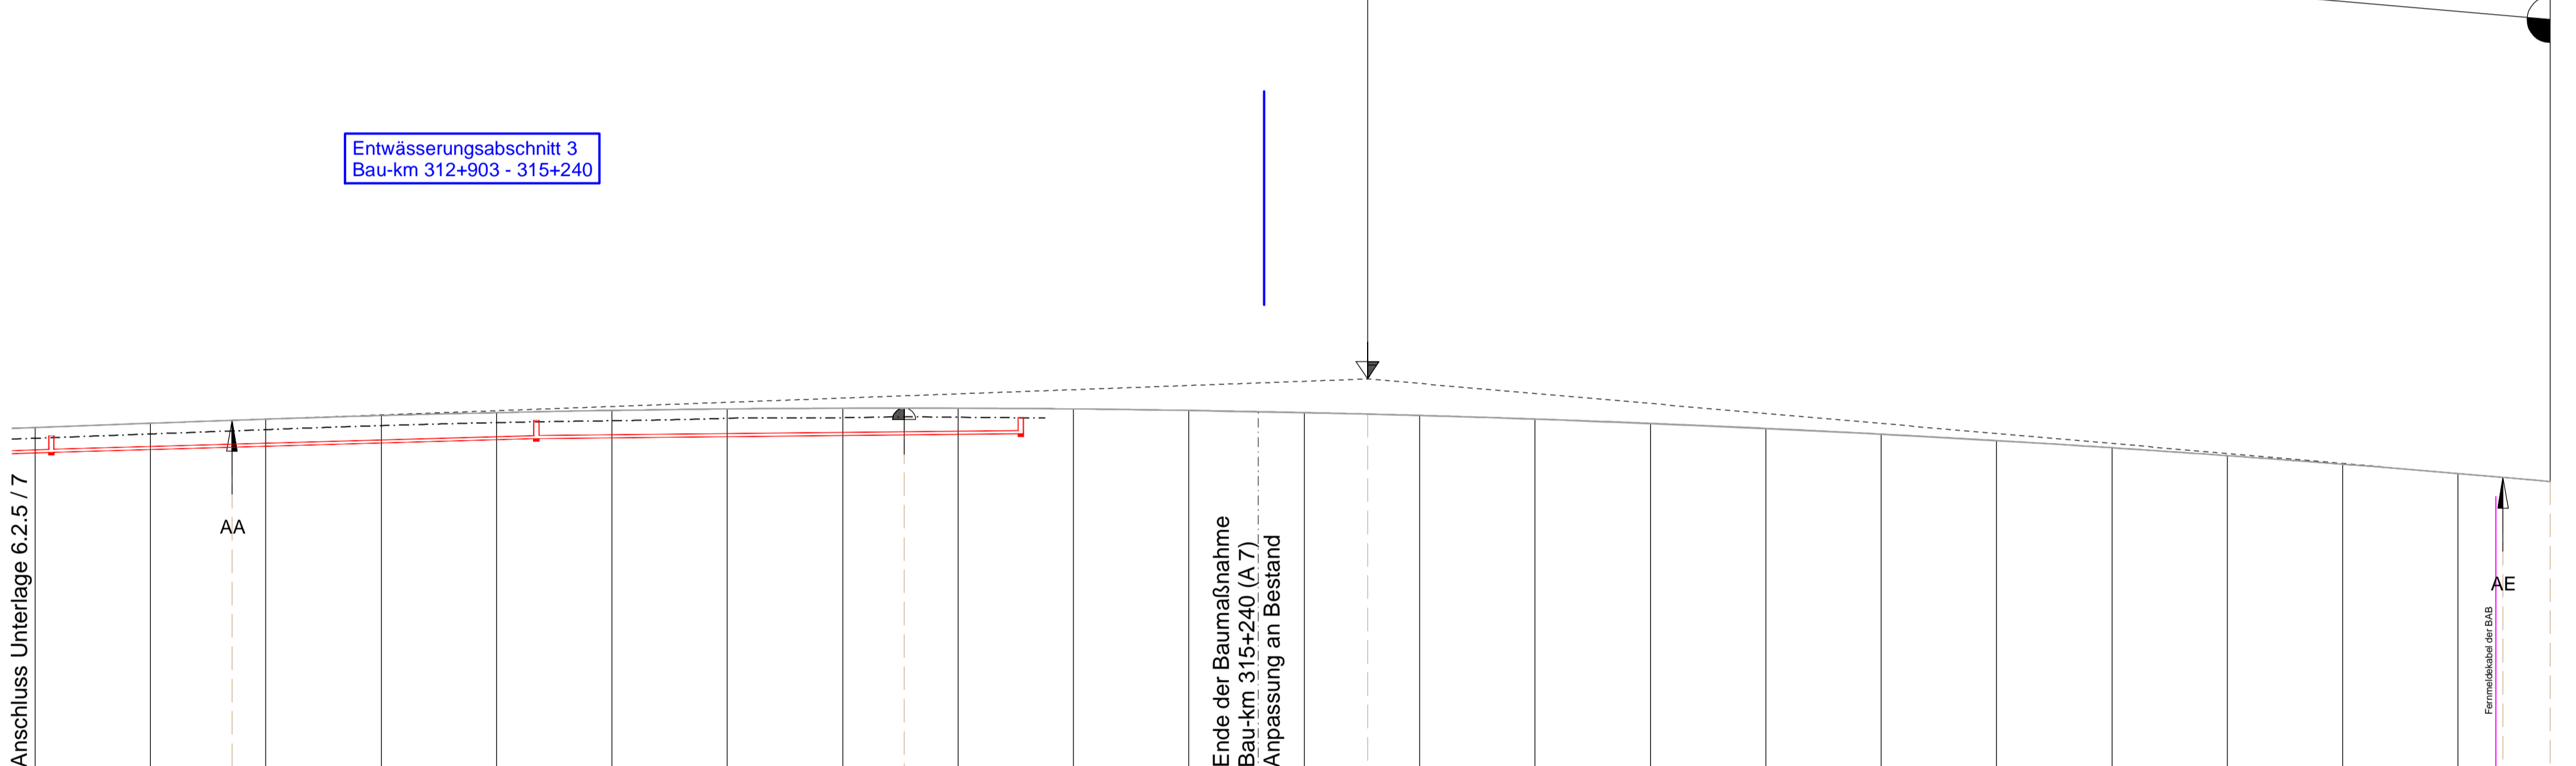 Entwässerungsabschnitt 3
Bau-km 312+903 - 315+240
Anschluss Unterlage 6.2.5 / 7
AA
Ende der Baumaßnahme
Bau-km 315+240 (A 7)
Anpassung an Bestand
Fernmeldekabel der BAB
AE